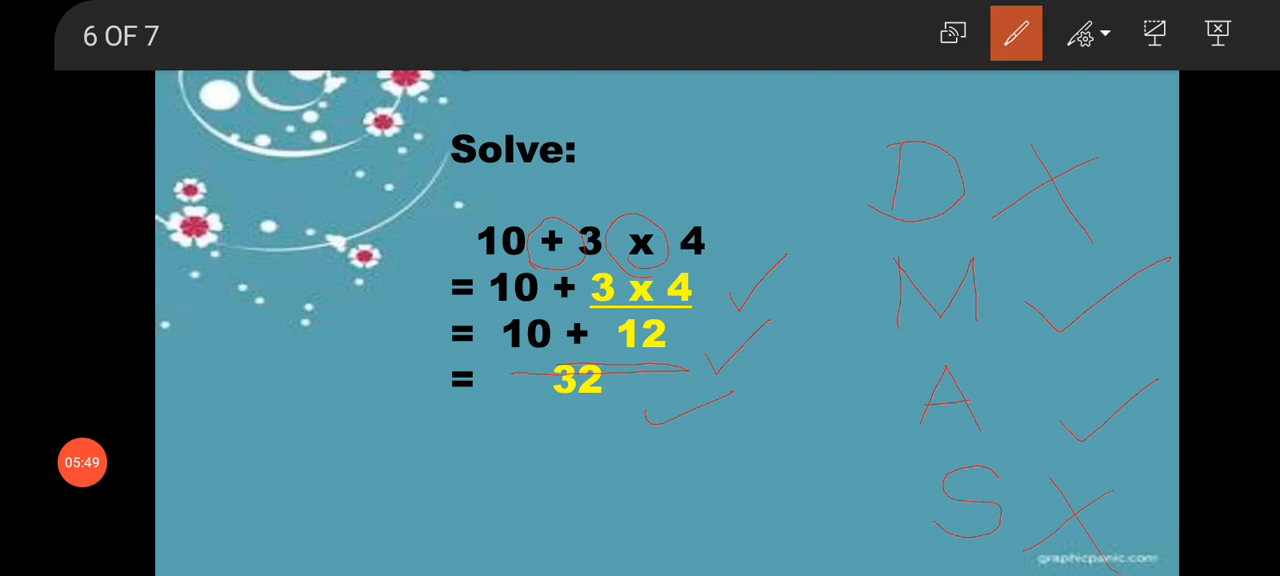 6 OF 7
Solve:
10 + 3 x 4
= 10 + 3 x 4
= 10 + 12
= 32
D X
M ✓
A ✓
S X
05:49
graphicpanic.com